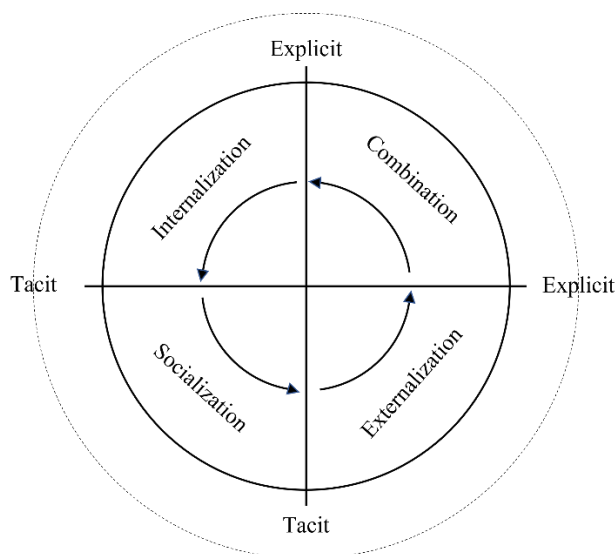 Explicit
Internalization
Combination
Tacit
Explicit
Socialization
Externalization
Tacit